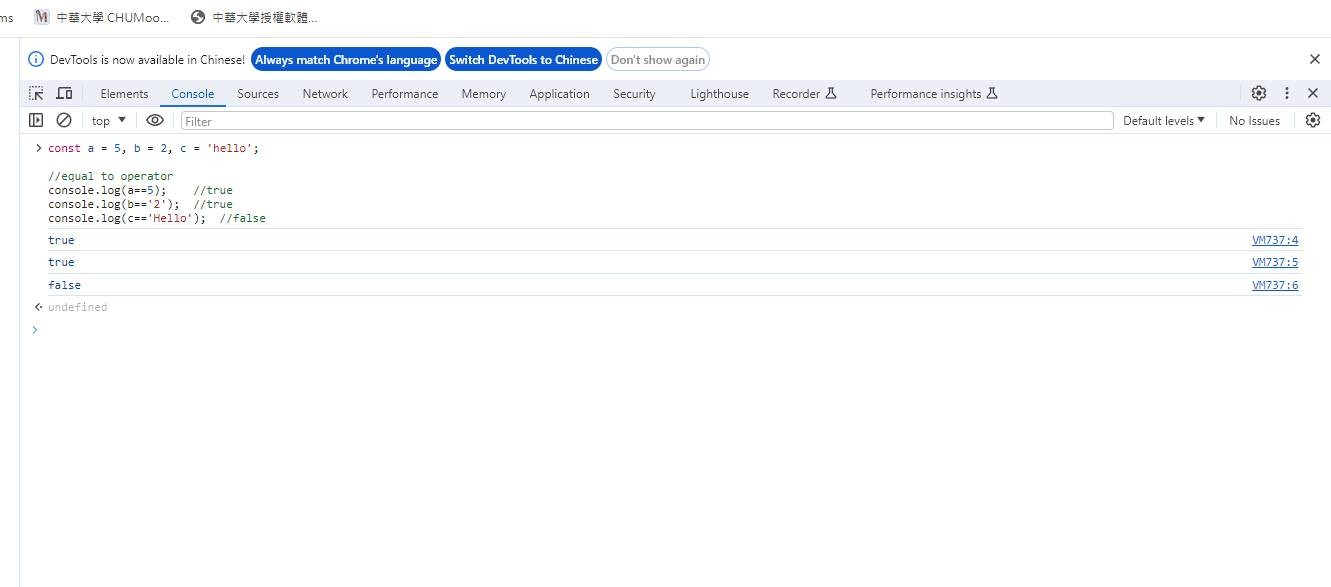 ms 中華大學 CHUMoo... 中華大學授權軟體...
DevTools is now available in Chinese! Always match Chrome's language Switch DevTools to Chinese Don't show again
Elements Console Sources Network Performance Memory Application Security Lighthouse Recorder Performance insights
top Filter Default levels No Issues
const a = 5, b = 2, c = 'hello';
//equal to operator
console.log(a==5); //true
console.log(b=='2'); //true
console.log(c=='Hello'); //false
true VM737:4
true VM737:5
false VM737:6
undefined